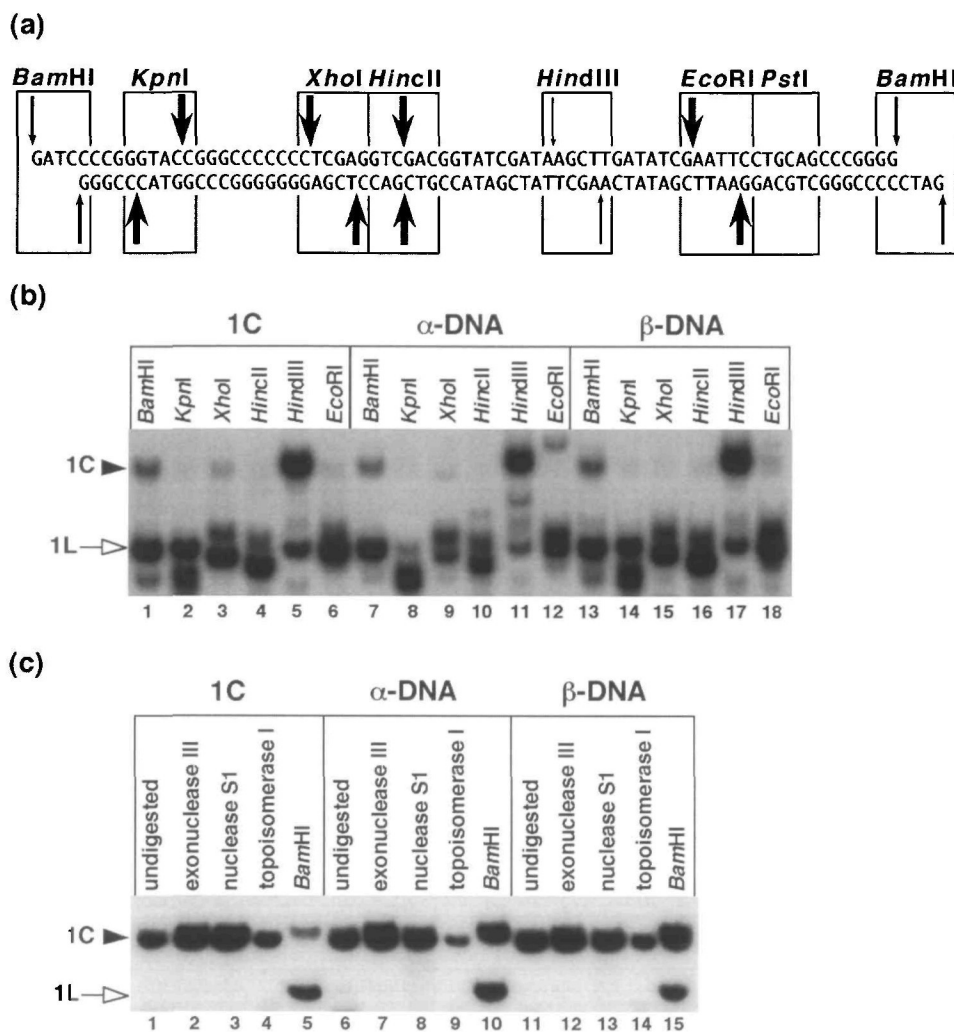 (a)
BamHI KpnI XhoI HincII HindIII EcoRI PstI BamHI
GATCCCCGGGTACCGGGCCCCCCCTCGAGGTCGACGGTATCGATAAGCTTGATATCGAATTCCTGCAGCCCGGGG
GGGCCCATGGCCCGGGGGGGAGCTCCAGCTGCCATAGCTATTCGAACTATAGCTTAAGGACGTCGGGCCCCCTAG
(b)
1C α-DNA β-DNA
BamHI KpnI XhoI HincII HindIII EcoRI BamHI KpnI XhoI HincII HindIII EcoRI BamHI KpnI XhoI HincII HindIII EcoRI
1C
1L
1 2 3 4 5 6 7 8 9 10 11 12 13 14 15 16 17 18
(c)
1C α-DNA β-DNA
undigested exonuclease III nuclease S1 topoisomerase I BamHI undigested exonuclease III nuclease S1 topoisomerase I BamHI undigested exonuclease III nuclease S1 topoisomerase I BamHI
1C
1L
1 2 3 4 5 6 7 8 9 10 11 12 13 14 15